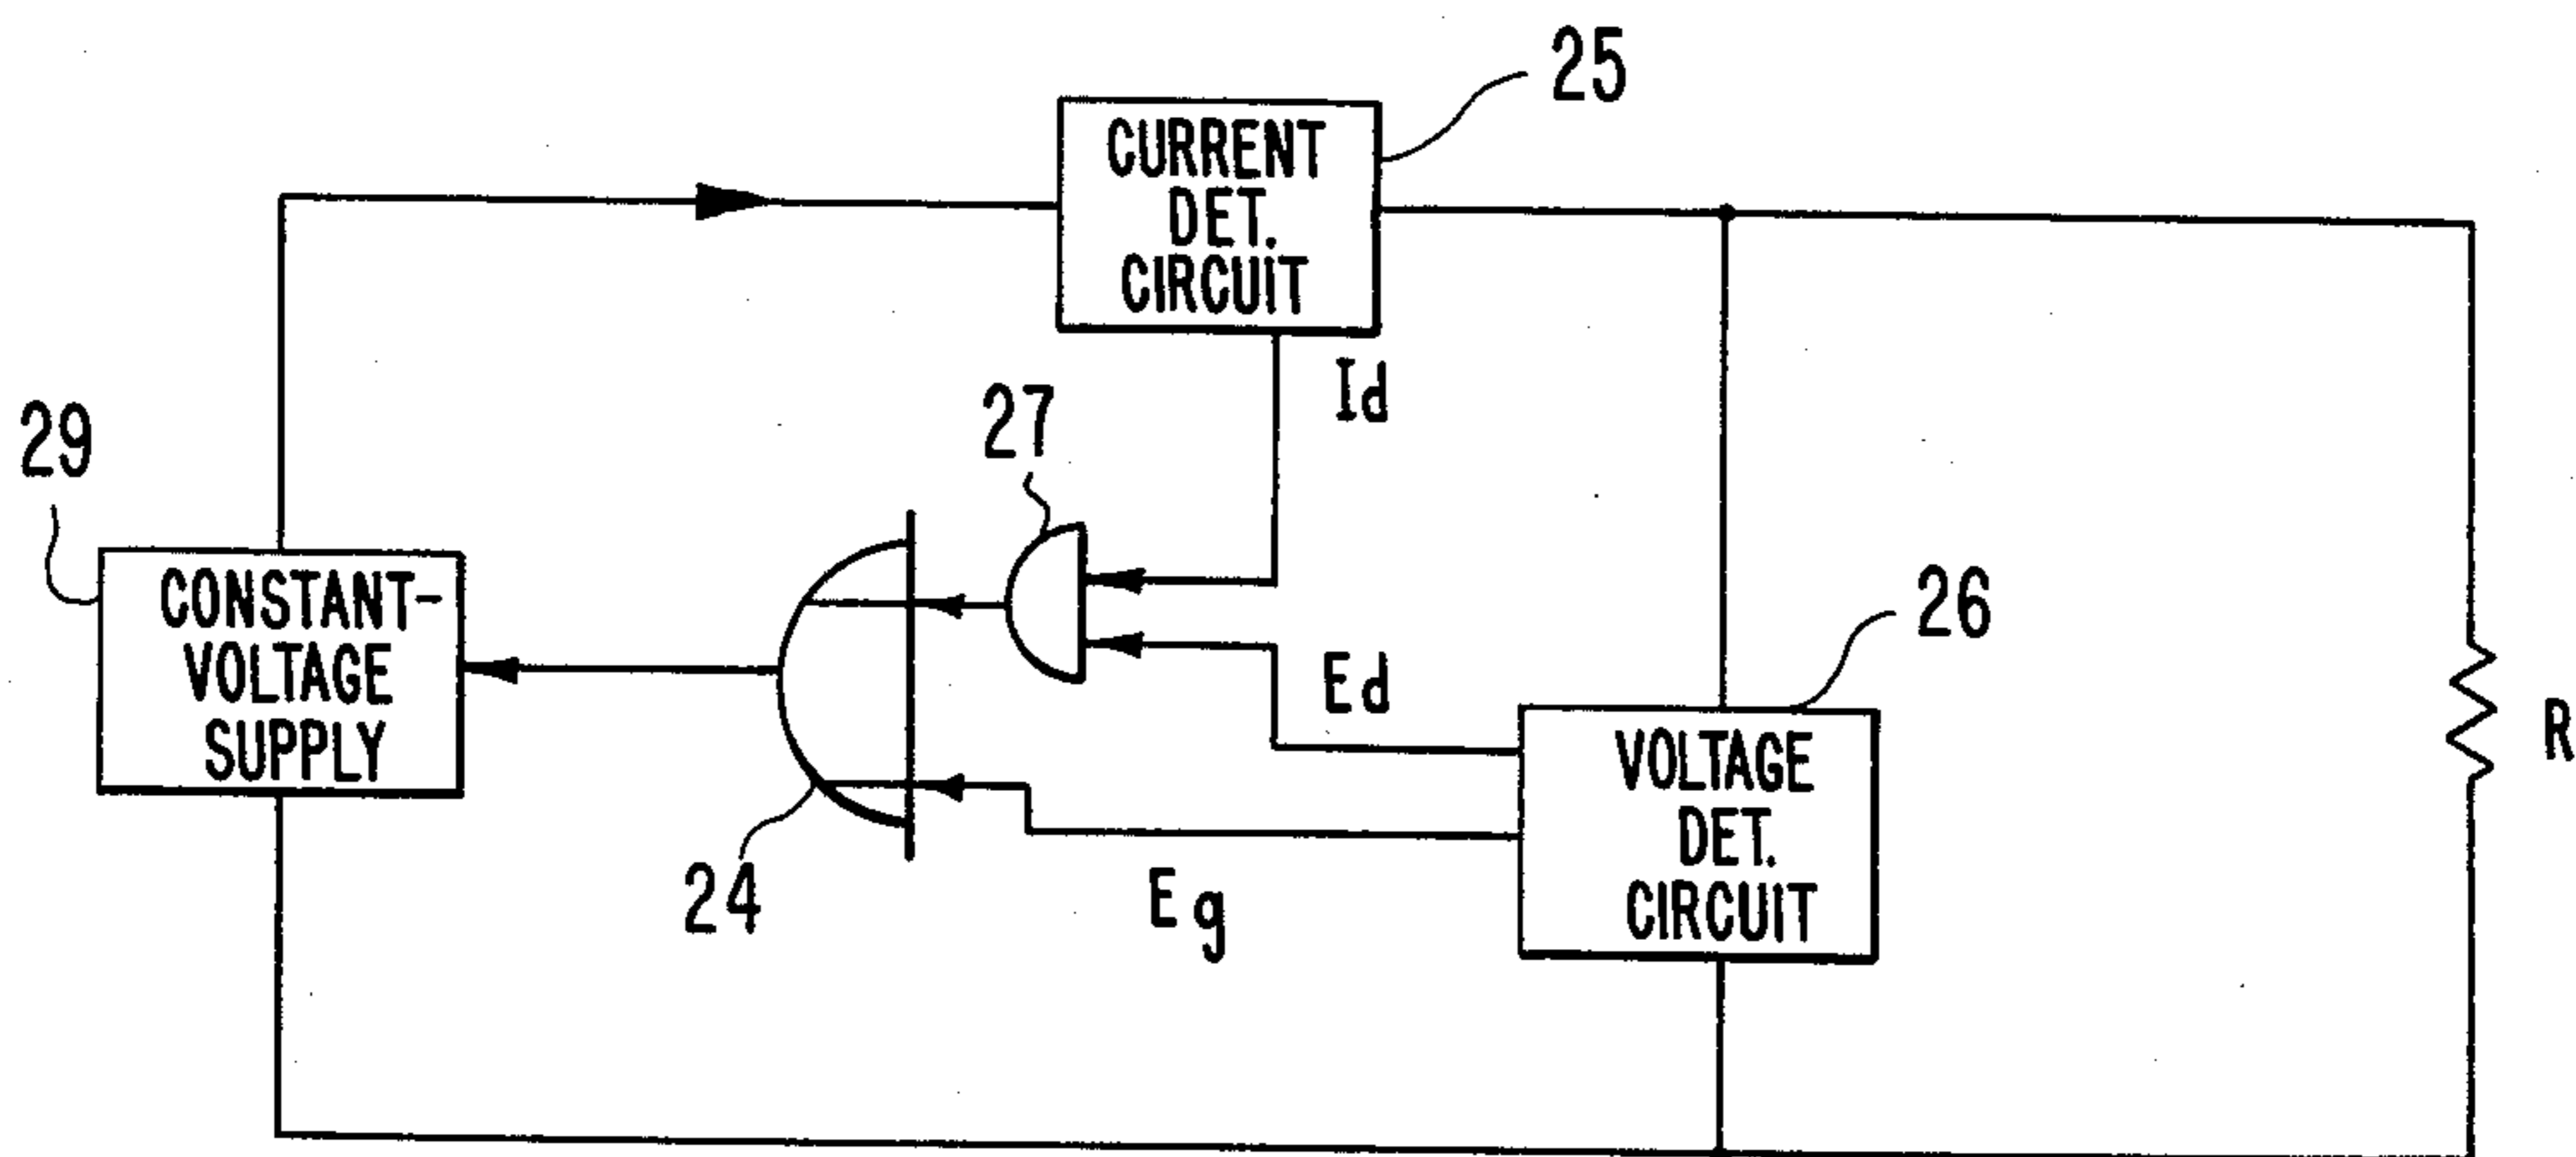 25
CURRENT
DET.
CIRCUIT
Id
27
29
CONSTANT-
VOLTAGE
SUPPLY
26
Ed
R
VOLTAGE
DET.
CIRCUIT
24
Eg